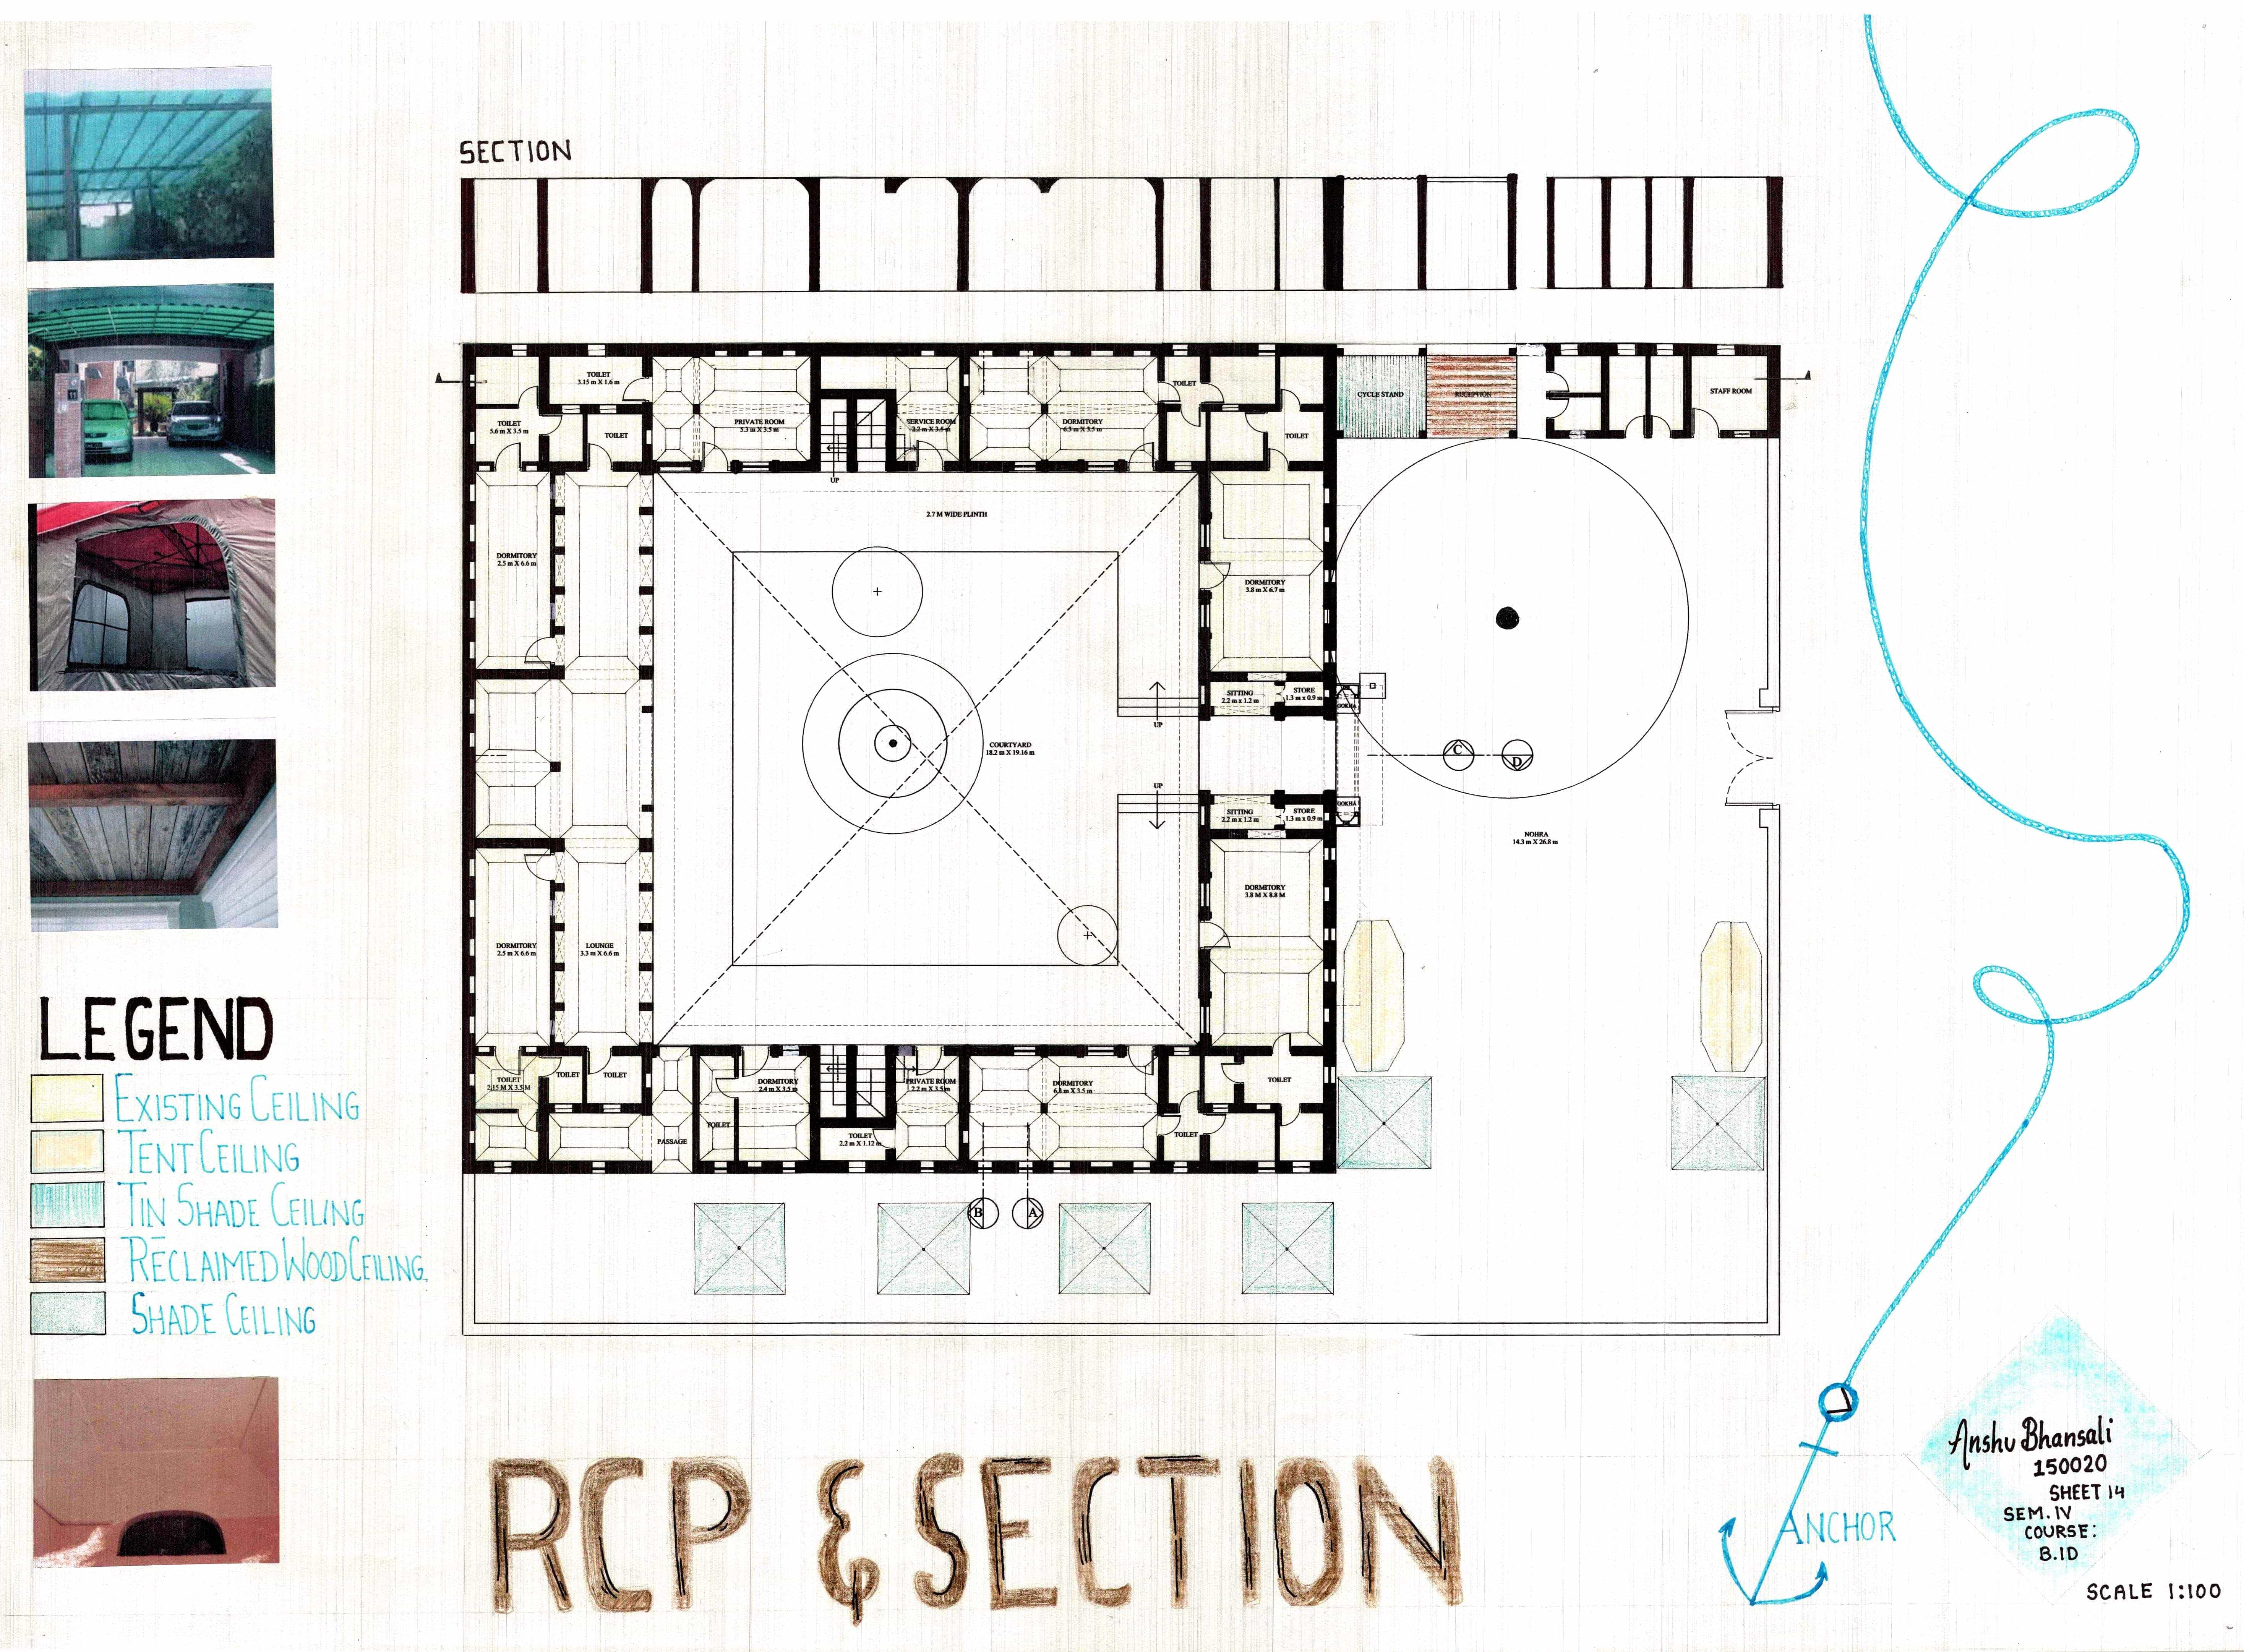 SECTION
TOILET
3.15 m X 1.6 m
TOILET
5.6 m X 3.5 m
TOILET
PRIVATE ROOM
3.3 m X 3.5 m
SERVICE ROOM
2.2 m X 3.5 m
DORMITORY
6.3 m X 3.5 m
TOILET
TOILET
CYCLE STAND
RECEPTION
STAFF ROOM
UP
2.7 M WIDE PLINTH
DORMITORY
2.5 m X 6.6 m
DORMITORY
3.8 m X 6.7 m
SITTING
2.2 m x 1.2 m
STORE
1.3 m x 0.9 m
GOKHA
UP
COURTYARD
18.2 m X 19.16 m
C
D
UP
SITTING
2.2 m x 1.2 m
STORE
1.3 m x 0.9 m
GOKHA
NOHRA
14.3 m X 26.8 m
DORMITORY
3.8 M X 8.8 M
DORMITORY
2.5 m X 6.6 m
LOUNGE
3.3 m X 6.6 m
TOILET
2.15 M X 3.5 M
TOILET
TOILET
DORMITORY
2.4 m X 3.5 m
PRIVATE ROOM
2.2 m X 3.5 m
DORMITORY
6.3 m X 3.5 m
TOILET
TOILET
PASSAGE
TOILET
2.2 m X 1.12 m
TOILET
B
A
LEGEND
EXISTING CEILING
TENT CEILING
TIN SHADE CEILING
RECLAIMED WOOD CEILING
SHADE CEILING
RCP & SECTION
ANCHOR
Anshu Bhansali
150020
SHEET 14
SEM. IV
COURSE:
B.ID
SCALE 1:100